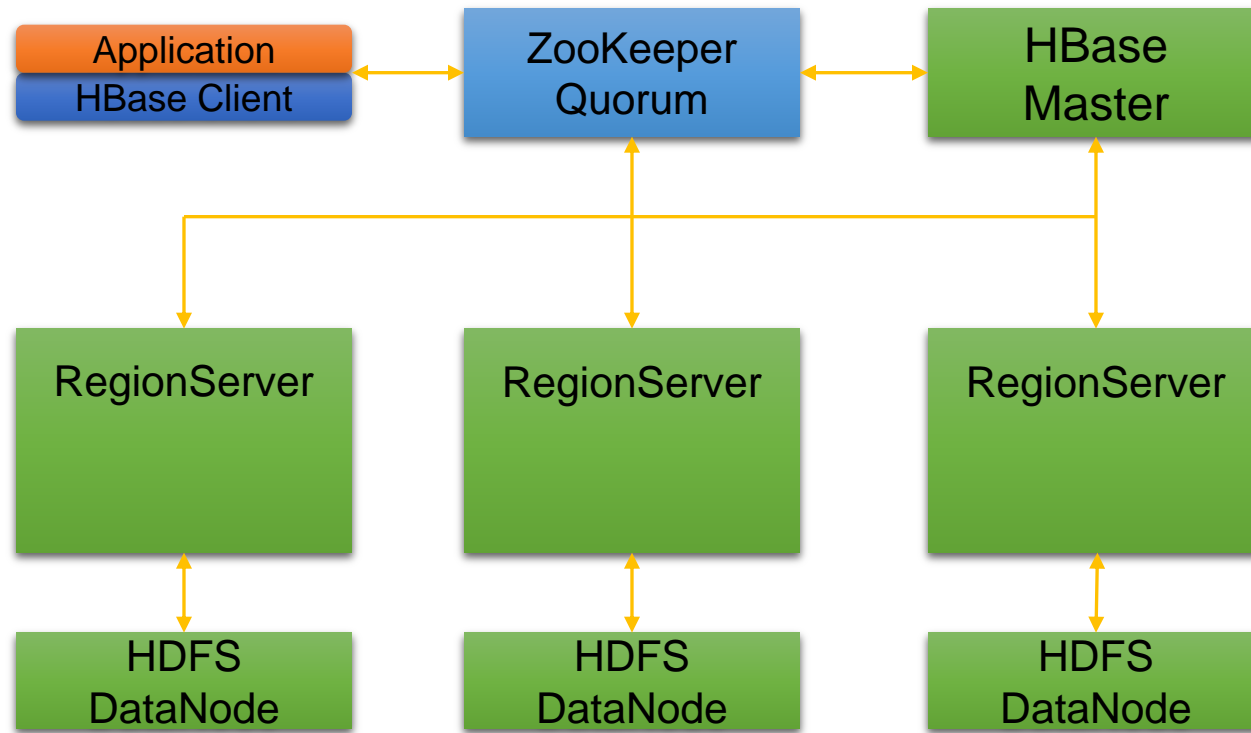 Application
HBase Client
ZooKeeper
Quorum
HBase
Master
RegionServer
RegionServer
RegionServer
HDFS
DataNode
HDFS
DataNode
HDFS
DataNode